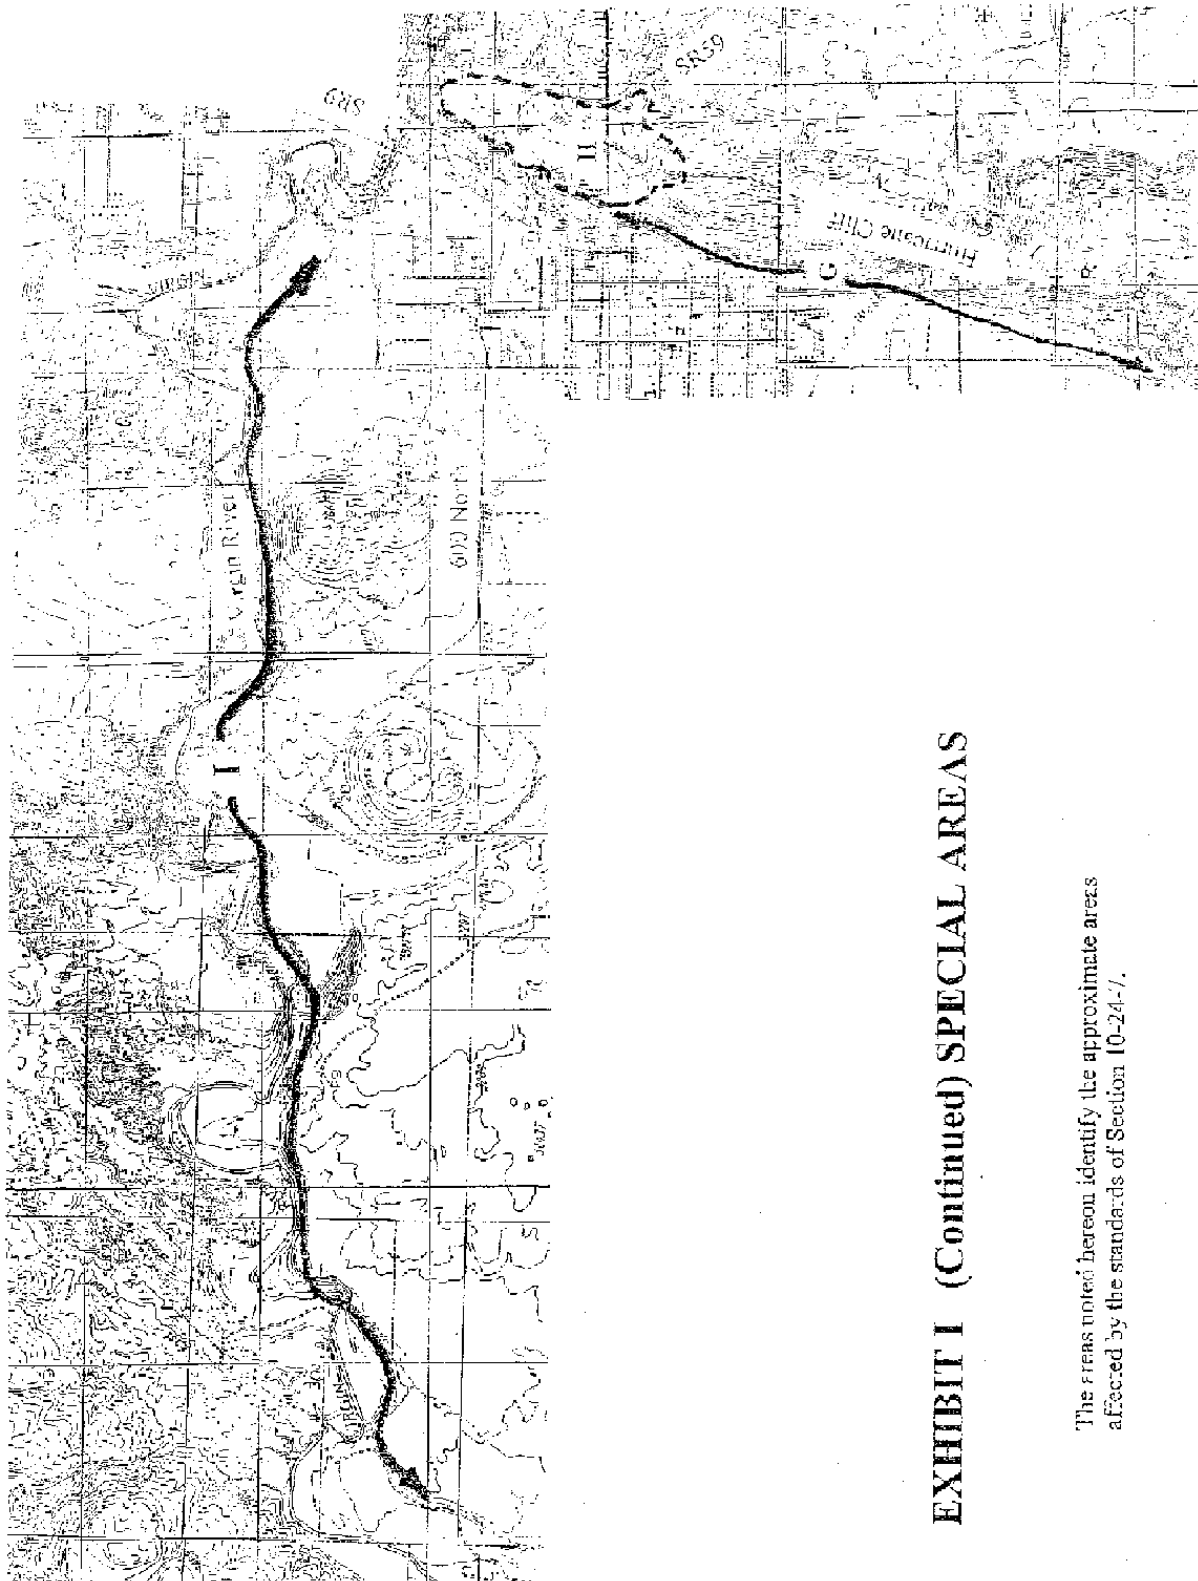 SR9
SR59
H
Hurricane Cliff
G
Virgin River
600 North
I
EXHIBIT I (Continued) SPECIAL AREAS
The areas noted hereon identify the approximate areas
affected by the standards of Section 10-24-7.